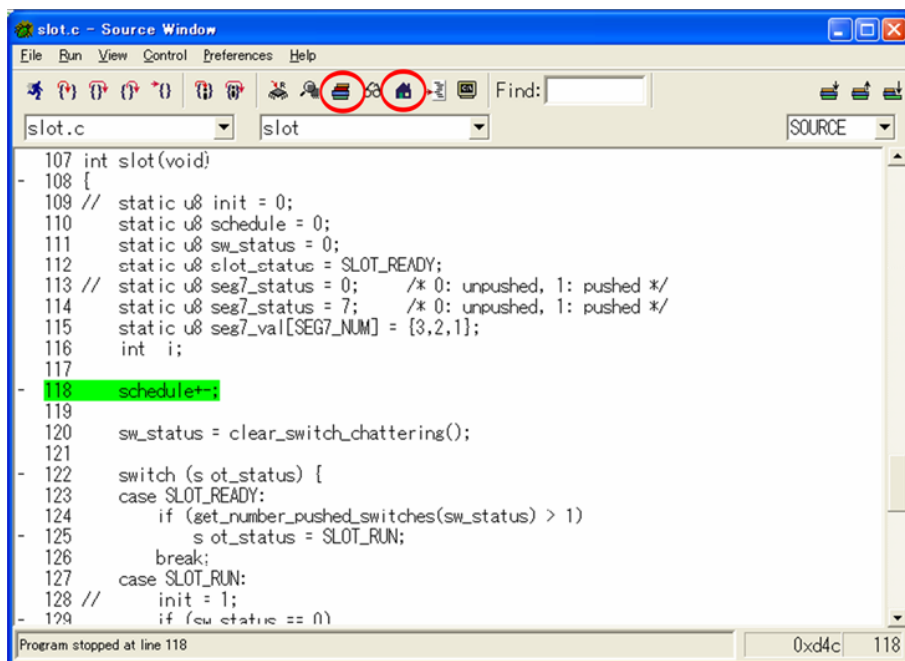 slot.c - Source Window
File Run View Control Preferences Help
Find:
slot.c slot SOURCE
107 int slot(void)
- 108 {
109 // static u8 init = 0;
110 static u8 schedule = 0;
111 static u8 sw_status = 0;
112 static u8 slot_status = SLOT_READY;
113 // static u8 seg7_status = 0; /* 0: unpushed, 1: pushed */
114 static u8 seg7_status = 7; /* 0: unpushed, 1: pushed */
115 static u8 seg7_val[SEG7_NUM] = {3,2,1};
116 int i;
117
- 118 schedule+-;
119
120 sw_status = clear_switch_chattering();
121
- 122 switch (s ot_status) {
123 case SLOT_READY:
124 if (get_number_pushed_switches(sw_status) > 1)
- 125 s ot_status = SLOT_RUN;
126 break;
127 case SLOT_RUN:
128 // init = 1;
- 129 if (sw_status == 0)
Program stopped at line 118 0xd4c 118